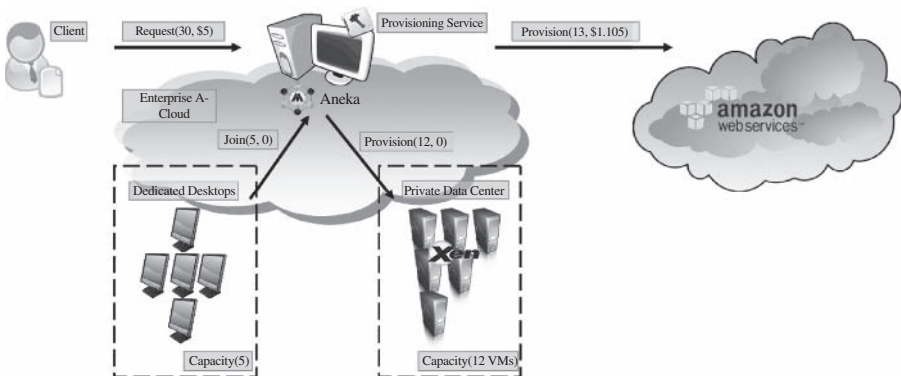 Client
Request(30, $5)
Provisioning Service
Provision(13, $1.105)
Enterprise A-
Cloud
Aneka
amazon
webservices™
Join(5, 0)
Provision(12, 0)
Dedicated Desktops
Private Data Center
Xen
Capacity(5)
Capacity(12 VMs)